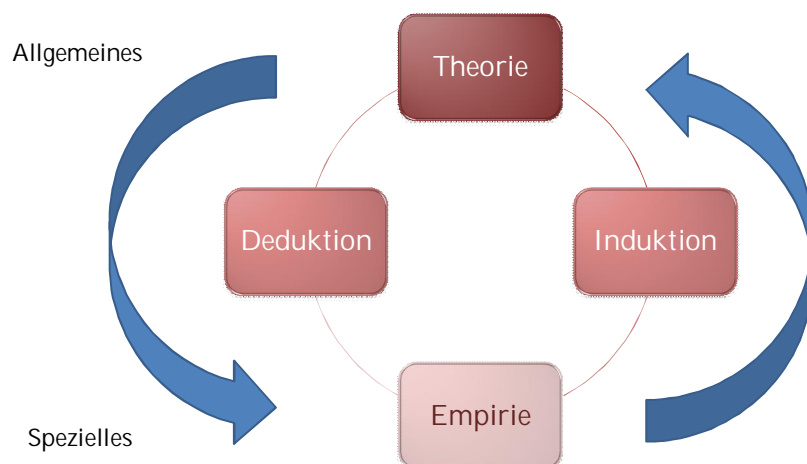 Allgemeines
Theorie
Deduktion
Induktion
Empirie
Spezielles